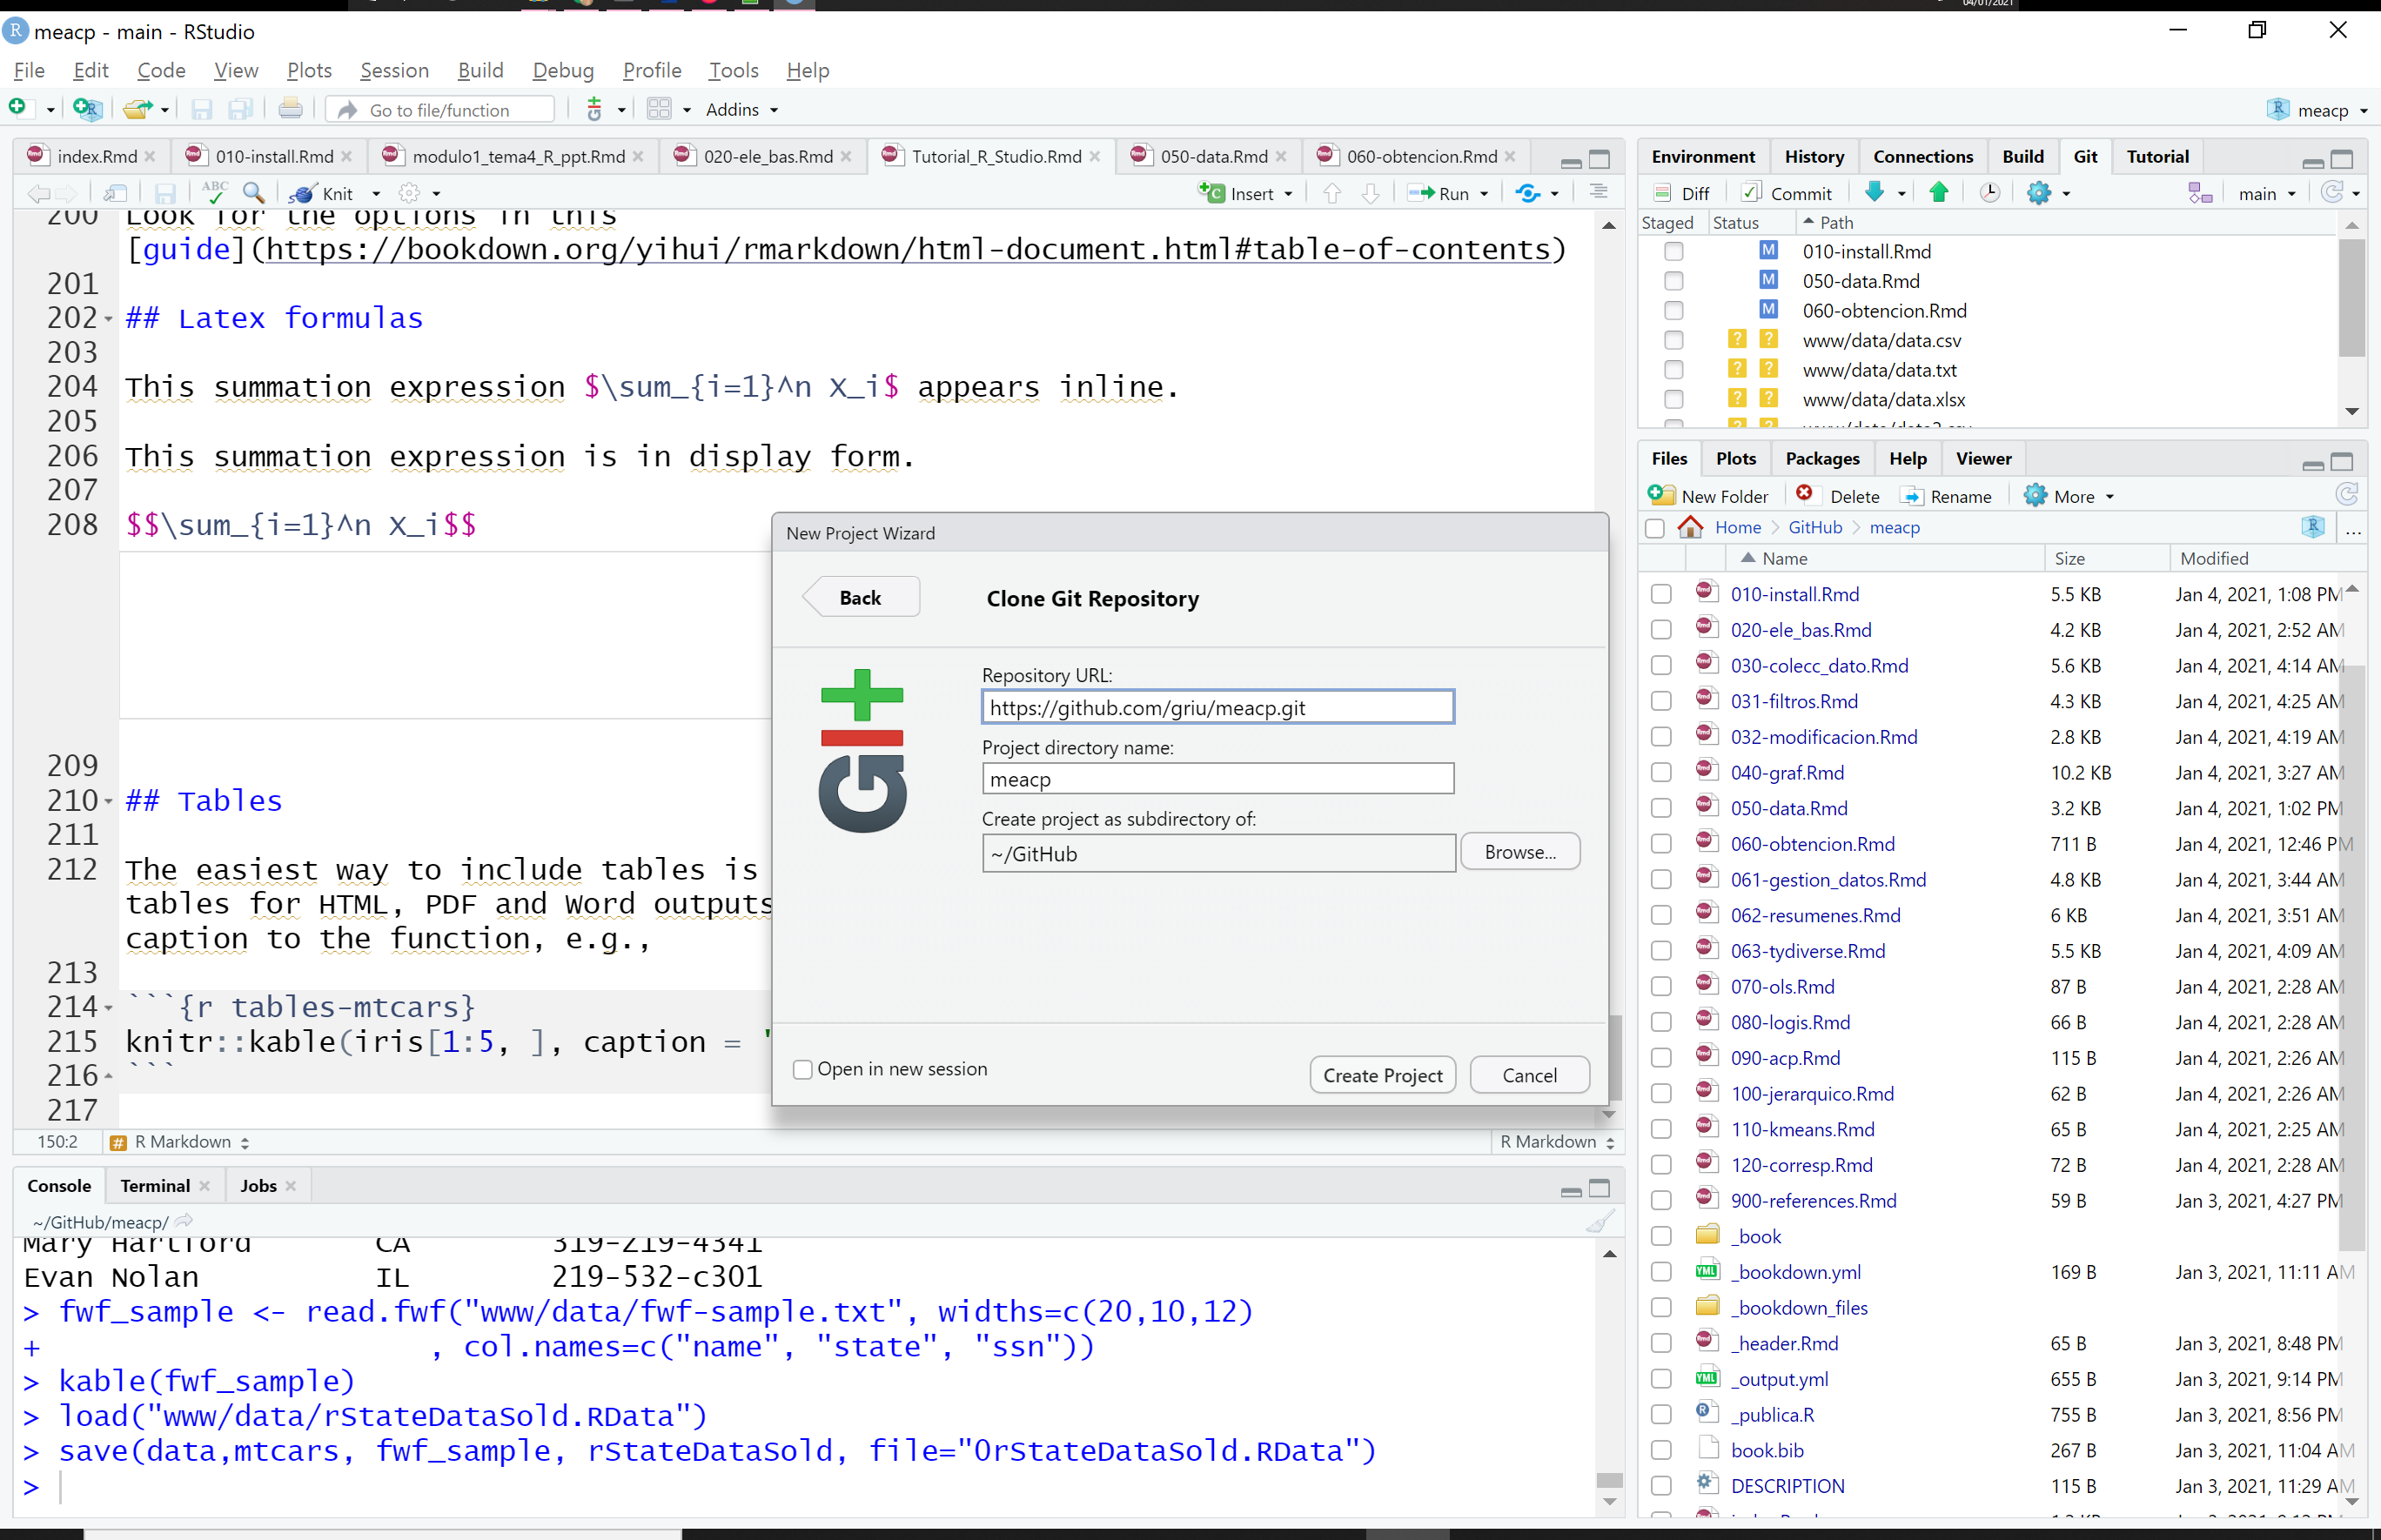 04/01/2021
meacp - main - RStudio
File Edit Code View Plots Session Build Debug Profile Tools Help
Go to file/function Addins meacp
index.Rmd 010-install.Rmd modulo1_tema4_R_ppt.Rmd 020-ele_bas.Rmd Tutorial_R_Studio.Rmd 050-data.Rmd 060-obtencion.Rmd
ABC Knit Insert Run
200 Look for the options in this
[guide](https://bookdown.org/yihui/rmarkdown/html-document.html#table-of-contents)
201
202 ## Latex formulas
203
204 This summation expression $\sum_{i=1}^n X_i$ appears inline.
205
206 This summation expression is in display form.
207
208 $$\sum_{i=1}^n X_i$$
209
210 ## Tables
211
212 The easiest way to include tables is
tables for HTML, PDF and Word outputs
caption to the function, e.g.,
213
214 ```{r tables-mtcars}
215 knitr::kable(iris[1:5, ], caption = '
216 ```
217
150:2 # R Markdown R Markdown
New Project Wizard
Back Clone Git Repository
Git
Repository URL:
https://github.com/griu/meacp.git
Project directory name:
meacp
Create project as subdirectory of:
~/GitHub Browse...
Open in new session Create Project Cancel
Console Terminal Jobs
~/GitHub/meacp/
Mary Hartford CA 319-219-4341
Evan Nolan IL 219-532-c301
> fwf_sample <- read.fwf("www/data/fwf-sample.txt", widths=c(20,10,12)
+ , col.names=c("name", "state", "ssn"))
> kable(fwf_sample)
> load("www/data/rStateDataSold.RData")
> save(data,mtcars, fwf_sample, rStateDataSold, file="0rStateDataSold.RData")
>
Environment History Connections Build Git Tutorial
Diff Commit main
Staged Status Path
M 010-install.Rmd
M 050-data.Rmd
M 060-obtencion.Rmd
? ? www/data/data.csv
? ? www/data/data.txt
? ? www/data/data.xlsx
? ? www/data/data2.csv
Files Plots Packages Help Viewer
New Folder Delete Rename More
Home GitHub meacp ...
Name Size Modified
010-install.Rmd 5.5 KB Jan 4, 2021, 1:08 PM
020-ele_bas.Rmd 4.2 KB Jan 4, 2021, 2:52 AM
030-colecc_dato.Rmd 5.6 KB Jan 4, 2021, 4:14 AM
031-filtros.Rmd 4.3 KB Jan 4, 2021, 4:25 AM
032-modificacion.Rmd 2.8 KB Jan 4, 2021, 4:19 AM
040-graf.Rmd 10.2 KB Jan 4, 2021, 3:27 AM
050-data.Rmd 3.2 KB Jan 4, 2021, 1:02 PM
060-obtencion.Rmd 711 B Jan 4, 2021, 12:46 PM
061-gestion_datos.Rmd 4.8 KB Jan 4, 2021, 3:44 AM
062-resumenes.Rmd 6 KB Jan 4, 2021, 3:51 AM
063-tydiverse.Rmd 5.5 KB Jan 4, 2021, 4:09 AM
070-ols.Rmd 87 B Jan 4, 2021, 2:28 AM
080-logis.Rmd 66 B Jan 4, 2021, 2:28 AM
090-acp.Rmd 115 B Jan 4, 2021, 2:26 AM
100-jerarquico.Rmd 62 B Jan 4, 2021, 2:26 AM
110-kmeans.Rmd 65 B Jan 4, 2021, 2:25 AM
120-corresp.Rmd 72 B Jan 4, 2021, 2:28 AM
900-references.Rmd 59 B Jan 3, 2021, 4:27 PM
_book
_bookdown.yml 169 B Jan 3, 2021, 11:11 AM
_bookdown_files
_header.Rmd 65 B Jan 3, 2021, 8:48 PM
_output.yml 655 B Jan 3, 2021, 9:14 PM
_publica.R 755 B Jan 3, 2021, 8:56 PM
book.bib 267 B Jan 3, 2021, 11:04 AM
DESCRIPTION 115 B Jan 3, 2021, 11:29 AM